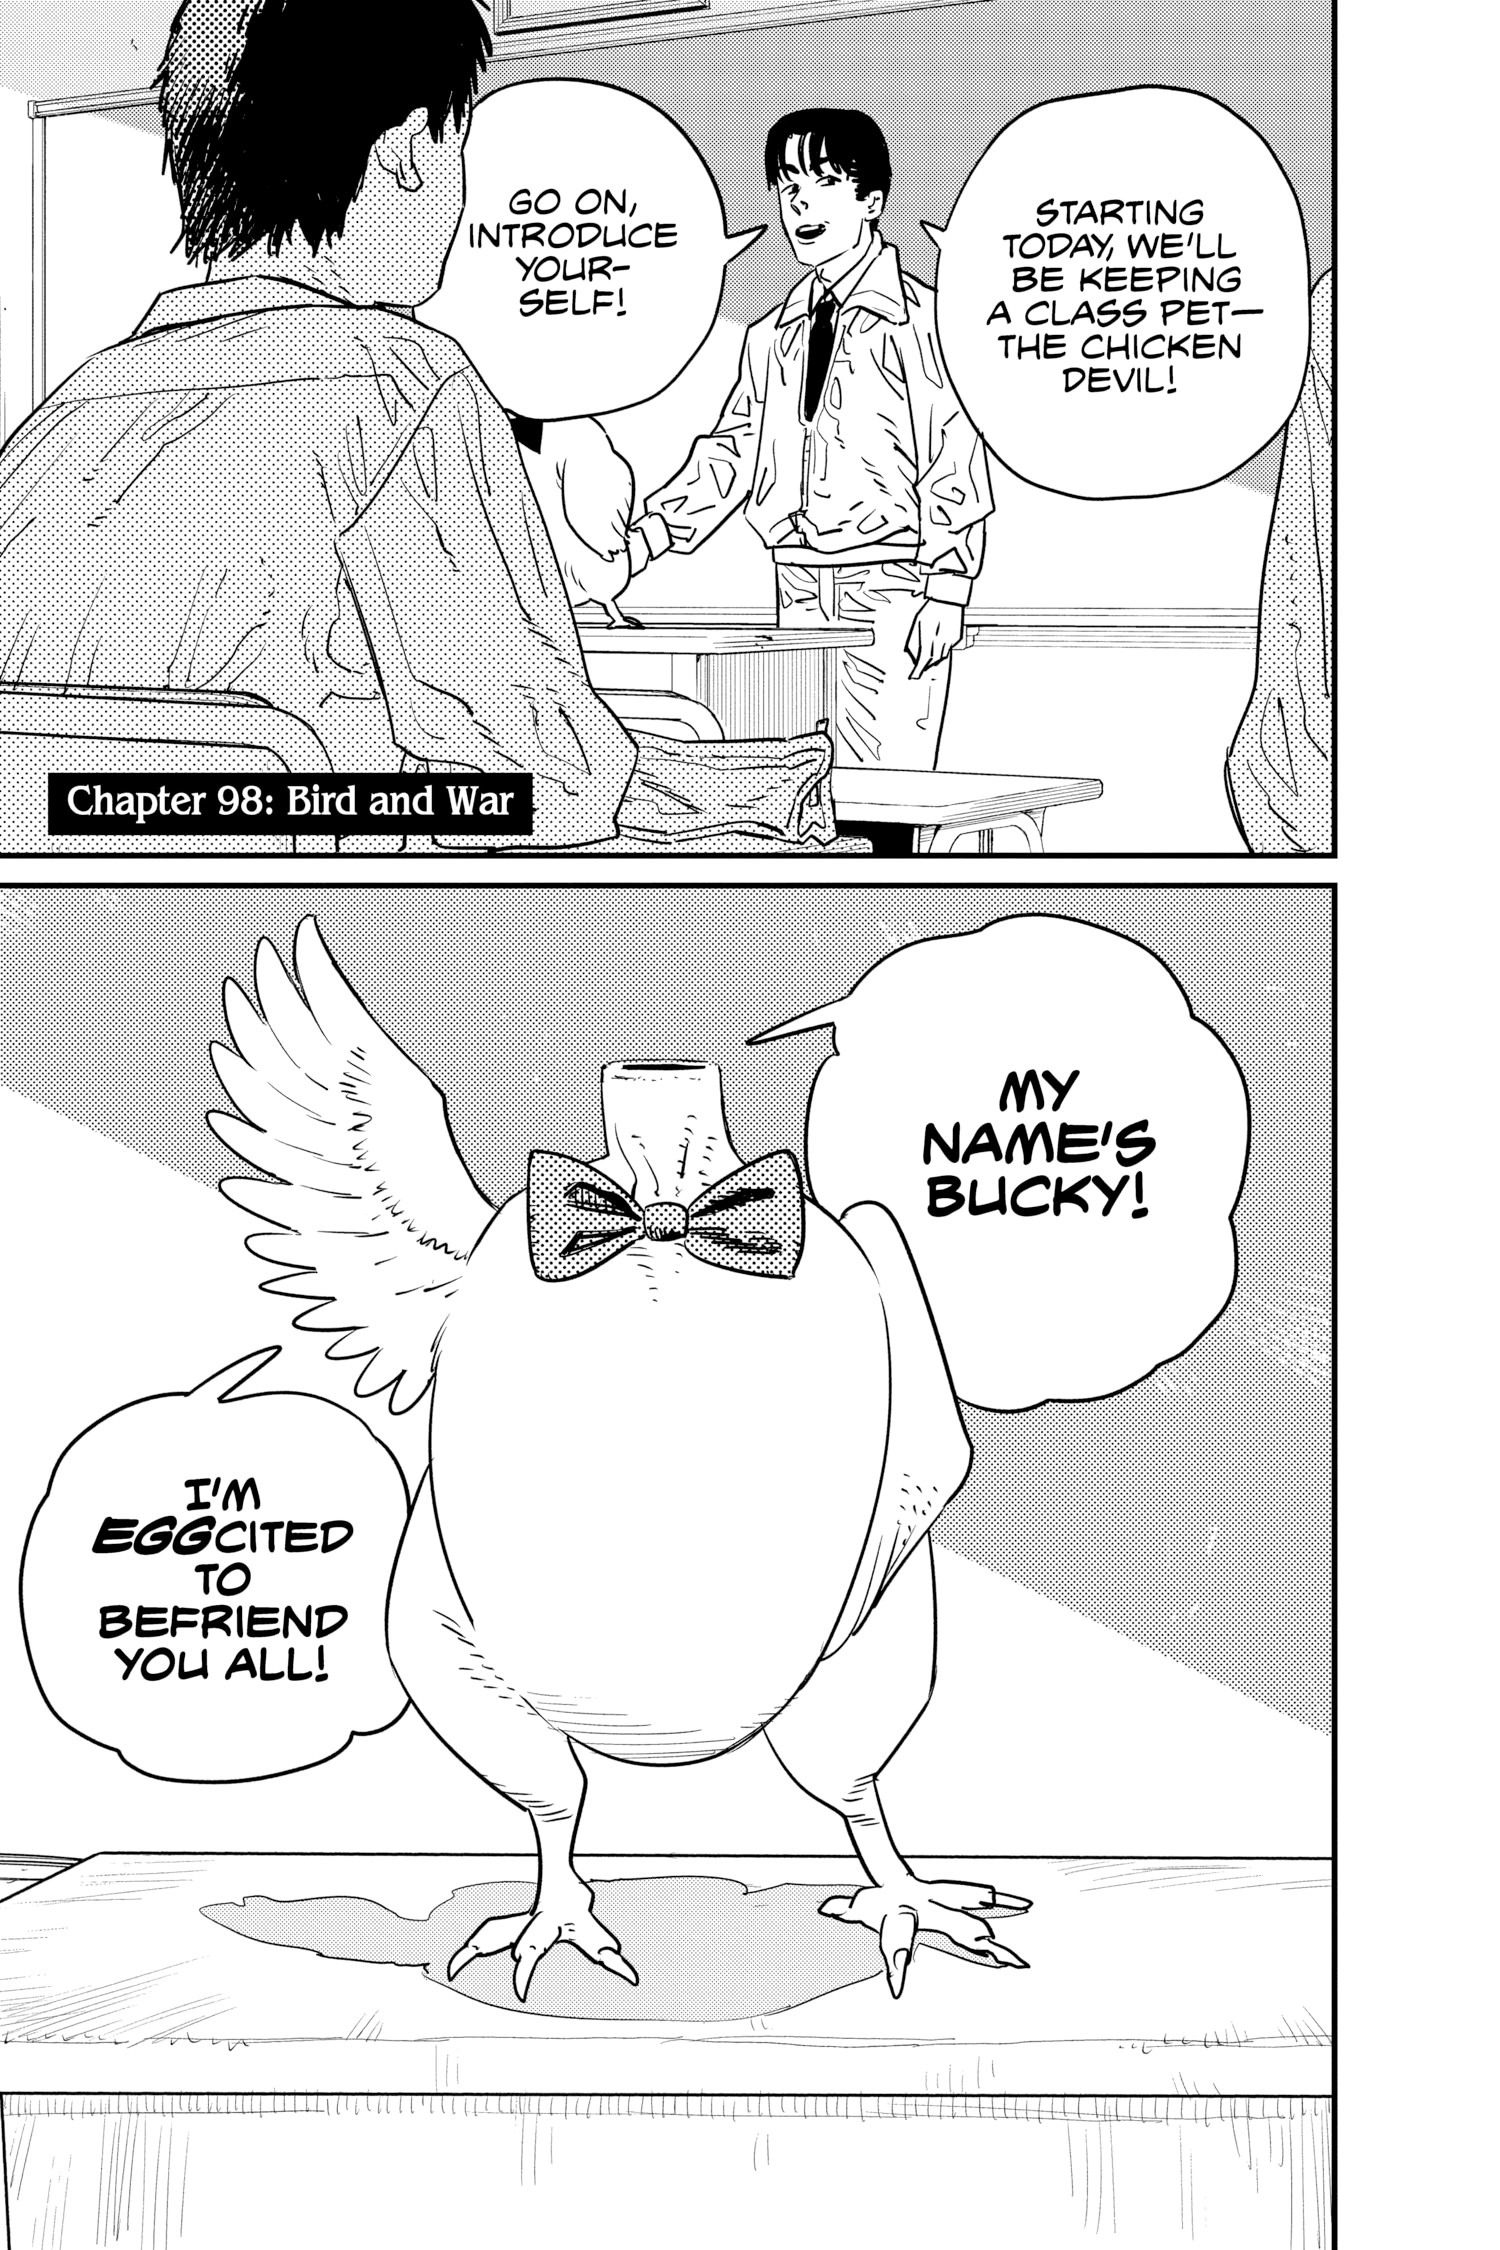 STARTING
TODAY, WE'LL
BE KEEPING
A CLASS PET—
THE CHICKEN
DEVIL!
GO ON,
INTRODUCE
YOUR-
SELF!
Chapter 98: Bird and War
MY
NAME'S
BUCKY!
I'M
EGGCITED
TO
BEFRIEND
YOU ALL!